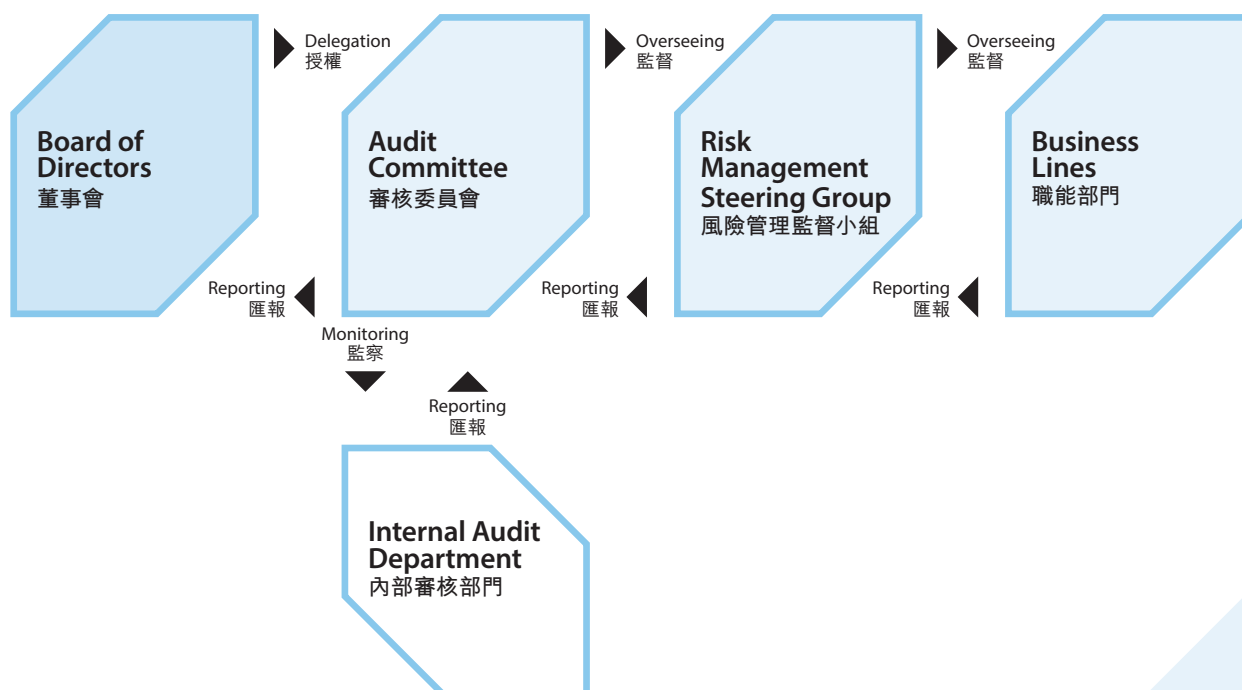 Delegation
授權
Overseeing
監督
Overseeing
監督
Board of
Directors
董事會
Audit
Committee
審核委員會
Risk
Management
Steering Group
風險管理監督小組
Business
Lines
職能部門
Reporting
匯報
Reporting
匯報
Reporting
匯報
Monitoring
監察
Reporting
匯報
Internal Audit
Department
內部審核部門